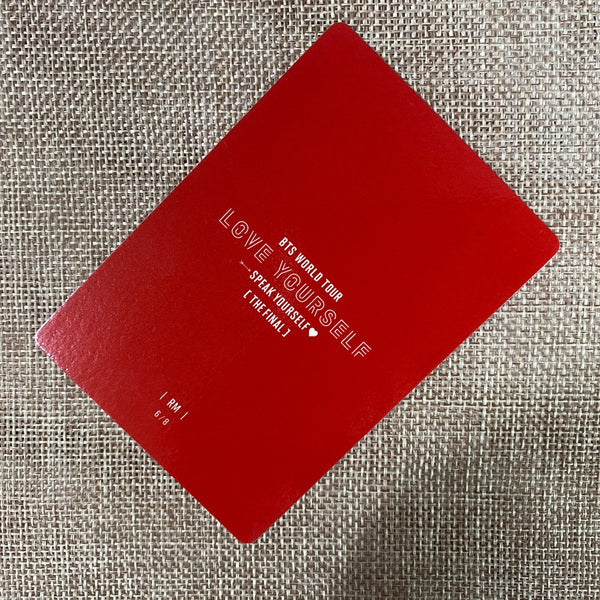 BTS WORLD TOUR
LOVE YOURSELF
SPEAK YOURSELF♥
[ THE FINAL ]
| RM |
6/8